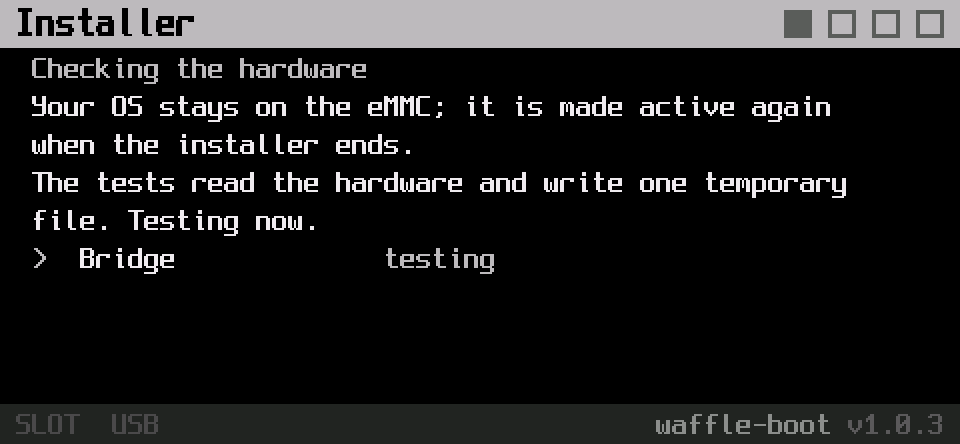 Installer
Checking the hardware
Your OS stays on the eMMC; it is made active again
when the installer ends.
The tests read the hardware and write one temporary
file. Testing now.
> Bridge testing
SLOT USB waffle-boot v1.0.3